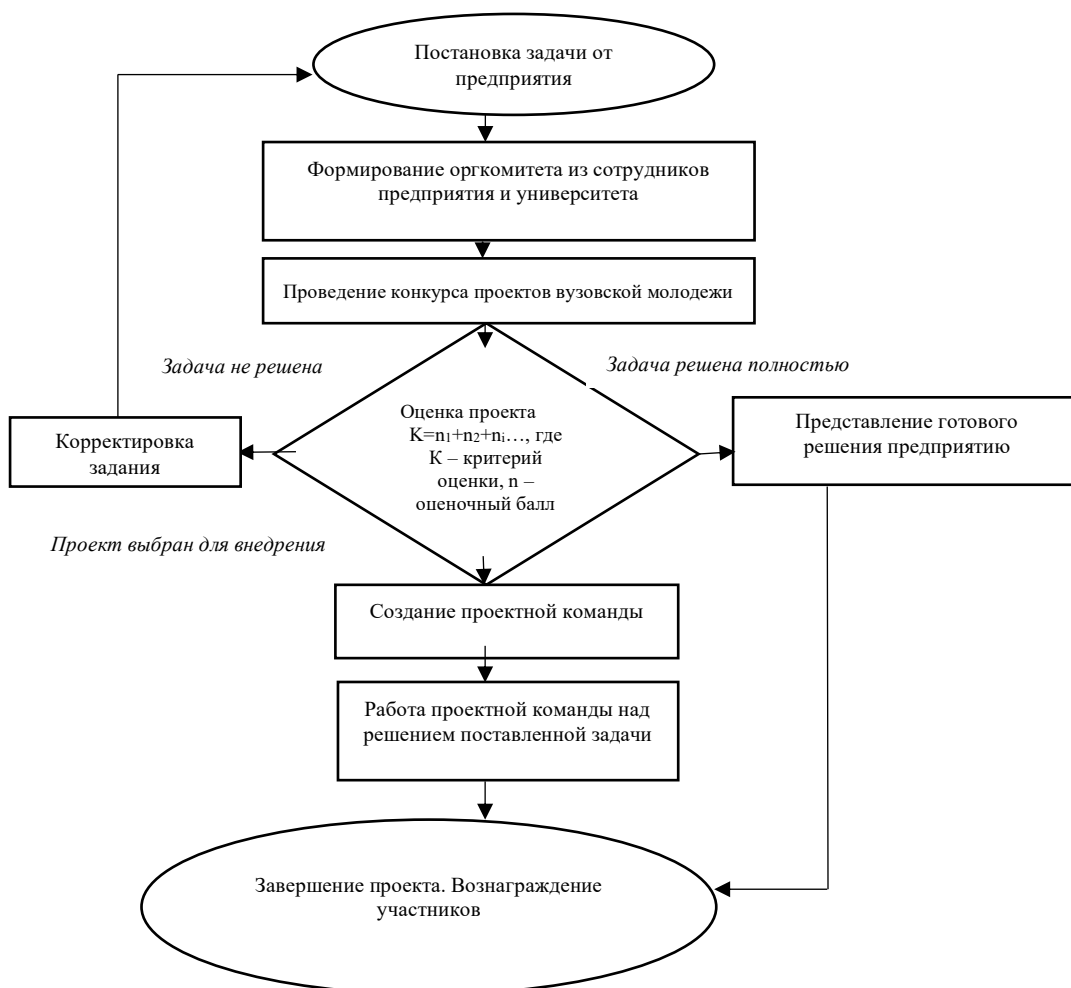 Постановка задачи от
предприятия
Формирование оргкомитета из сотрудников
предприятия и университета
Проведение конкурса проектов вузовской молодежи
Задача не решена
Задача решена полностью
Оценка проекта
K=n₁+n₂+nᵢ…, где
К – критерий
оценки, n –
оценочный балл
Корректировка
задания
Представление готового
решения предприятию
Проект выбран для внедрения
Создание проектной команды
Работа проектной команды над
решением поставленной задачи
Завершение проекта. Вознаграждение
участников